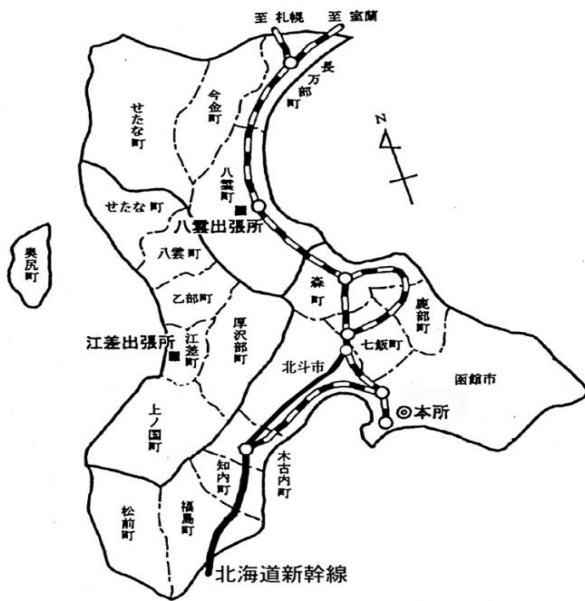 至 札幌
至 室蘭
長万部町
今金町
せたな町
八雲町
八雲出張所
せたな町
八雲町
奥尻町
乙部町
厚沢部町
江差町
江差出張所
森町
鹿部町
七飯町
北斗市
函館市
本所
上ノ国町
木古内町
知内町
福島町
松前町
北海道新幹線
N